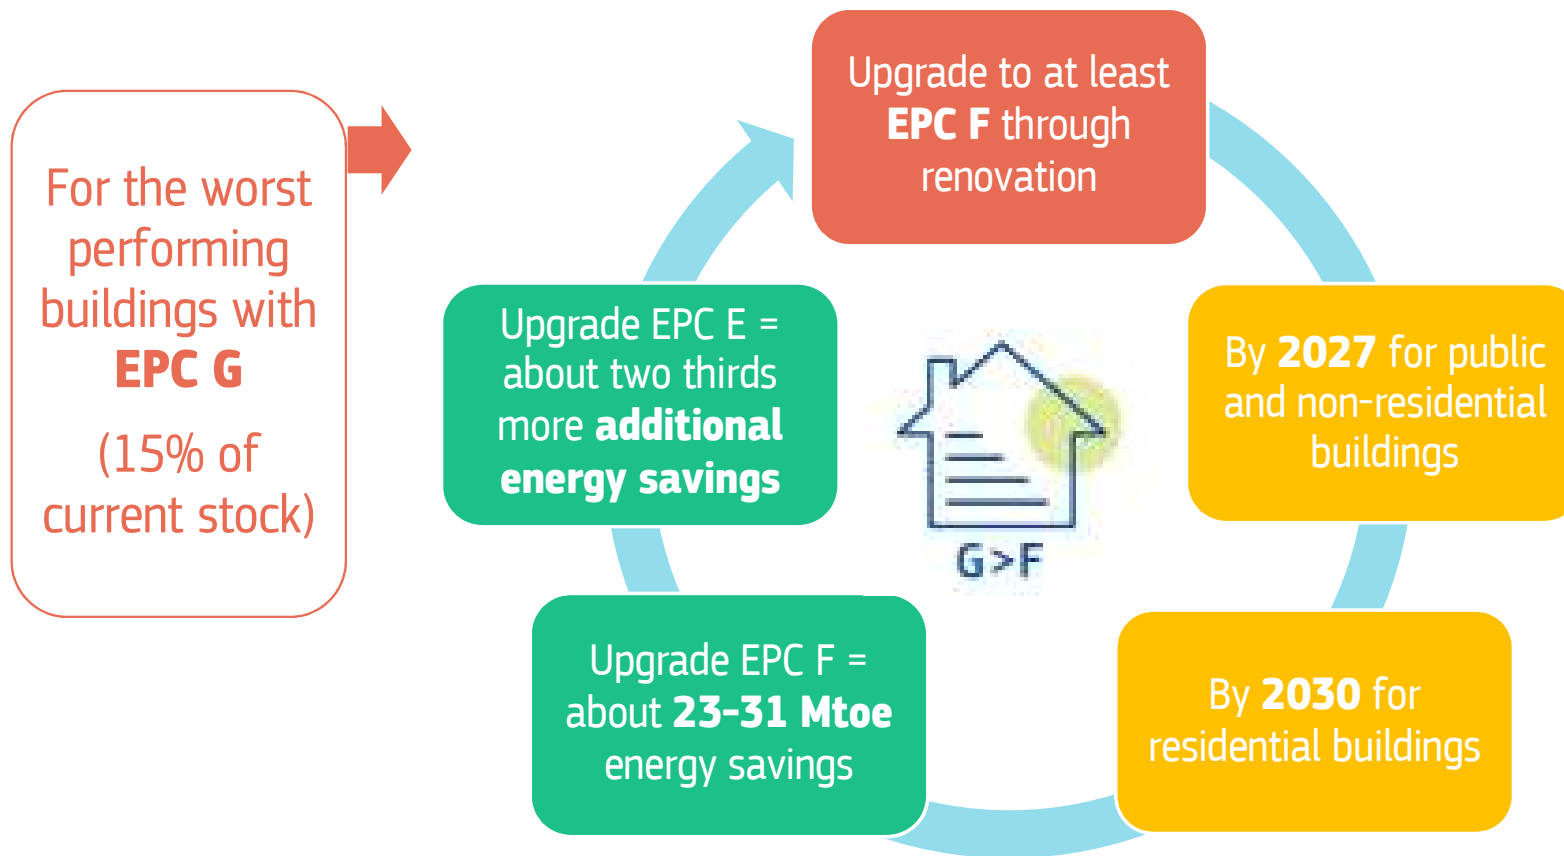 For the worst
performing
buildings with
EPC G
(15% of
current stock)
Upgrade to at least
EPC F through
renovation
By 2027 for public
and non-residential
buildings
By 2030 for
residential buildings
Upgrade EPC F =
about 23-31 Mtoe
energy savings
Upgrade EPC E =
about two thirds
more additional
energy savings
G>F